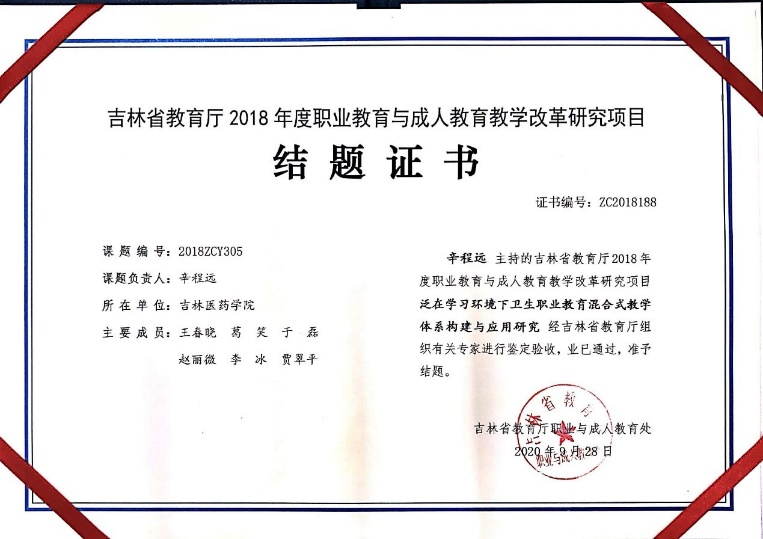 吉林省教育厅 2018 年度职业教育与成人教育教学改革研究项目
结题证书
证书编号：ZC2018188
课题编号：2018ZCY305
课题负责人：辛程远
所在单位：吉林医药学院
主要成员：王春晓 葛 笑 于 磊
赵丽微 李 冰 贾翠平
辛程远 主持的吉林省教育厅2018年
度职业教育与成人教育教学改革研究项目
泛在学习环境下卫生职业教育混合式教学
体系构建与应用研究 经吉林省教育厅组
织有关专家进行鉴定验收，业已通过，准予
结题。
吉林省教育厅
吉林省教育厅职业与成人教育处
2020 年 9 月 28 日